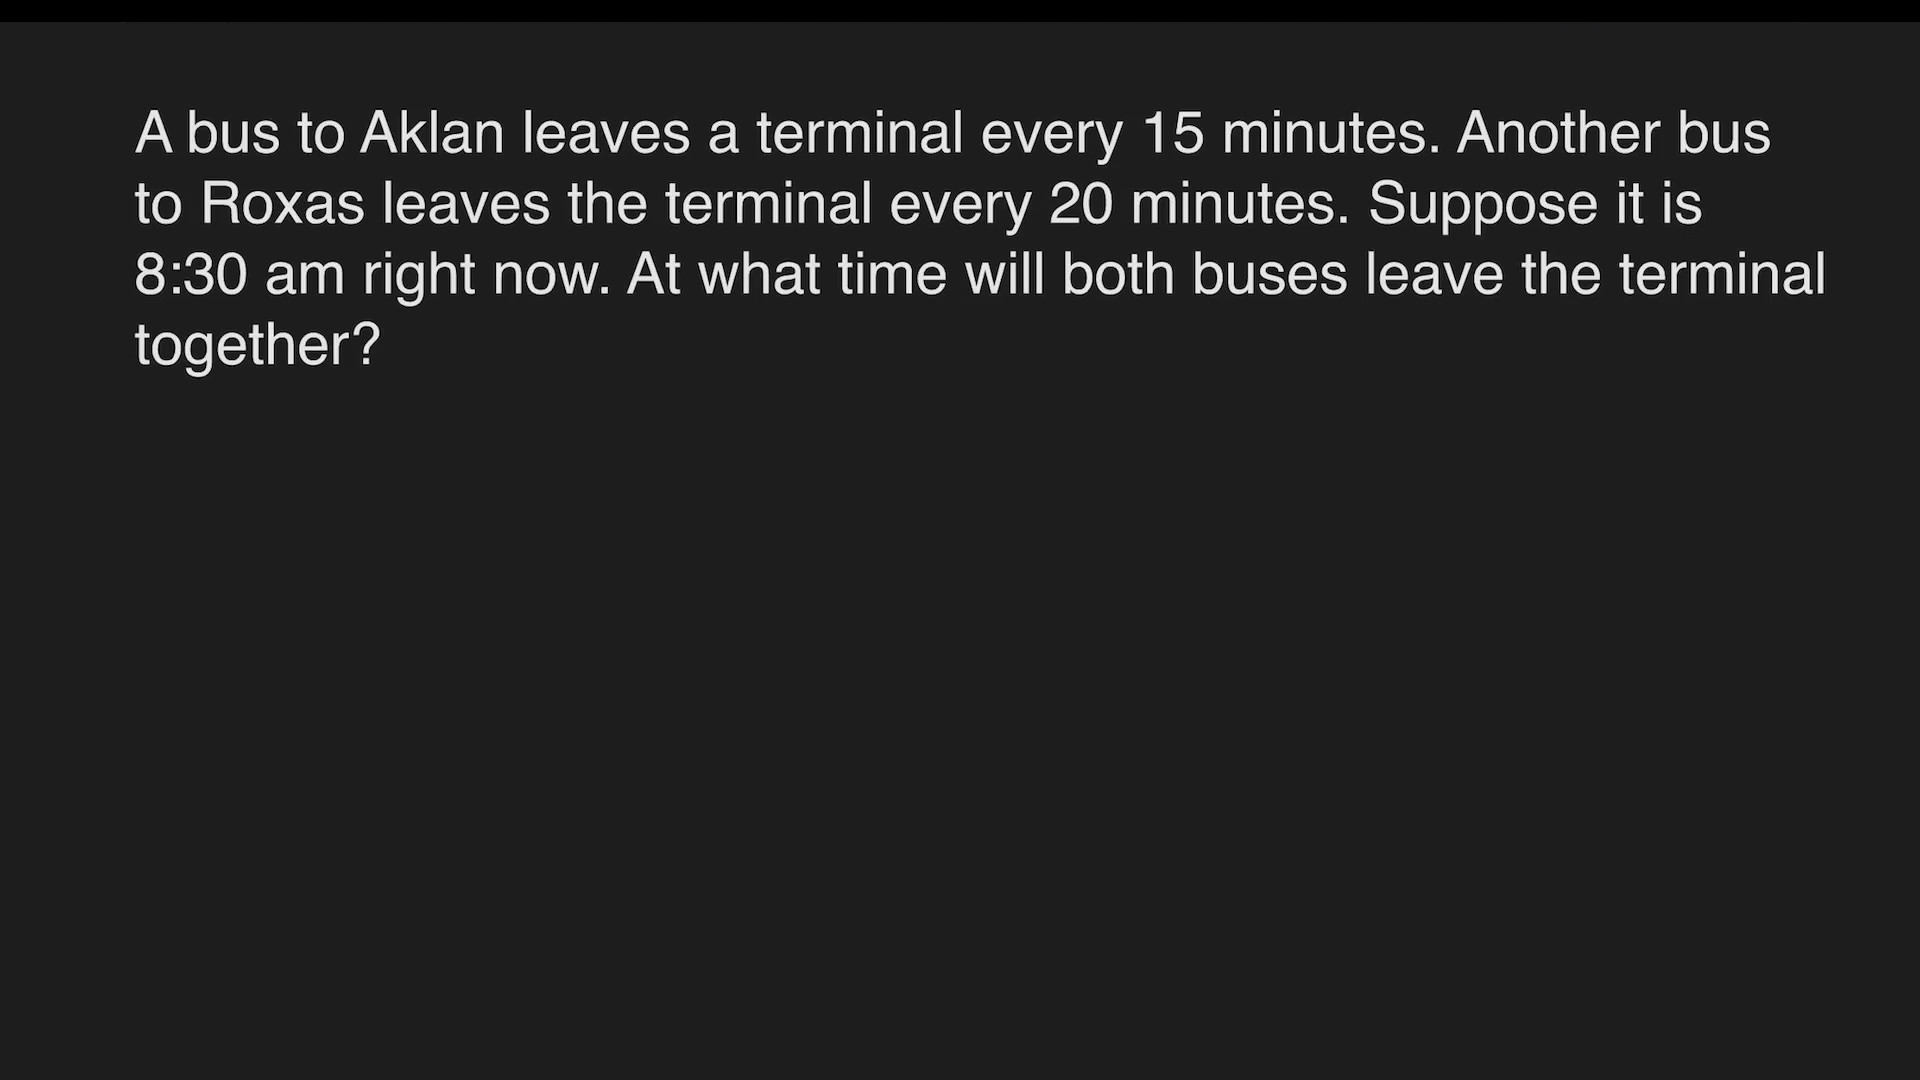 A bus to Aklan leaves a terminal every 15 minutes. Another bus
to Roxas leaves the terminal every 20 minutes. Suppose it is
8:30 am right now. At what time will both buses leave the terminal
together?